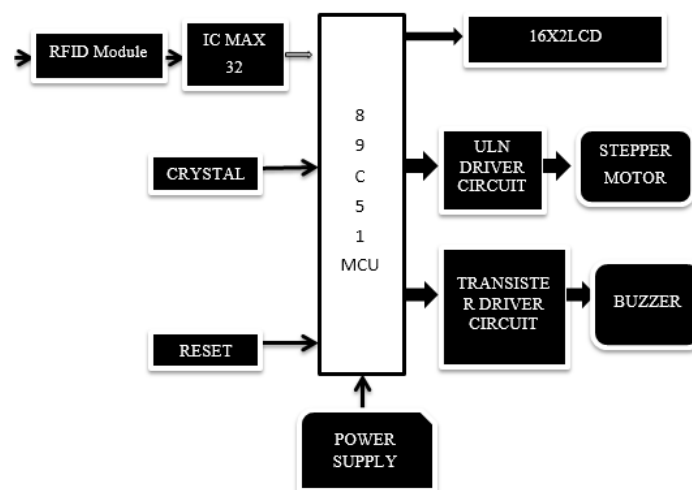 RFID Module
IC MAX
32
16X2LCD
8
9
C
5
1
MCU
CRYSTAL
ULN
DRIVER
CIRCUIT
STEPPER
MOTOR
TRANSISTE
R DRIVER
CIRCUIT
BUZZER
RESET
POWER
SUPPLY